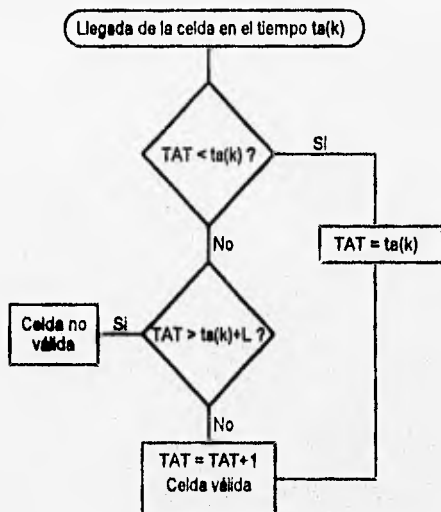 Llegada de la celda en el tiempo ta(k)
TAT < ta(k) ?
Si
No
TAT = ta(k)
Celda no
válida
Si
TAT > ta(k)+L ?
No
TAT = TAT+1
Celda válida